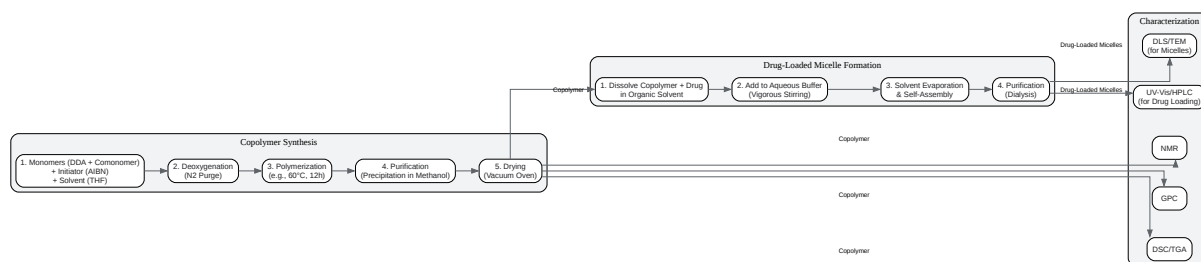 Characterization
Drug-Loaded Micelles
DLS/TEM
(for Micelles)
Drug-Loaded Micelle Formation
Copolymer
1. Dissolve Copolymer + Drug
in Organic Solvent
2. Add to Aqueous Buffer
(Vigorous Stirring)
3. Solvent Evaporation
& Self-Assembly
4. Purification
(Dialysis)
Drug-Loaded Micelles
UV-Vis/HPLC
(for Drug Loading)
Copolymer Synthesis
1. Monomers (DDA + Comonomer)
+ Initiator (AIBN)
+ Solvent (THF)
2. Deoxygenation
(N2 Purge)
3. Polymerization
(e.g., 60°C, 12h)
4. Purification
(Precipitation in Methanol)
5. Drying
(Vacuum Oven)
Copolymer
NMR
Copolymer
GPC
Copolymer
DSC/TGA